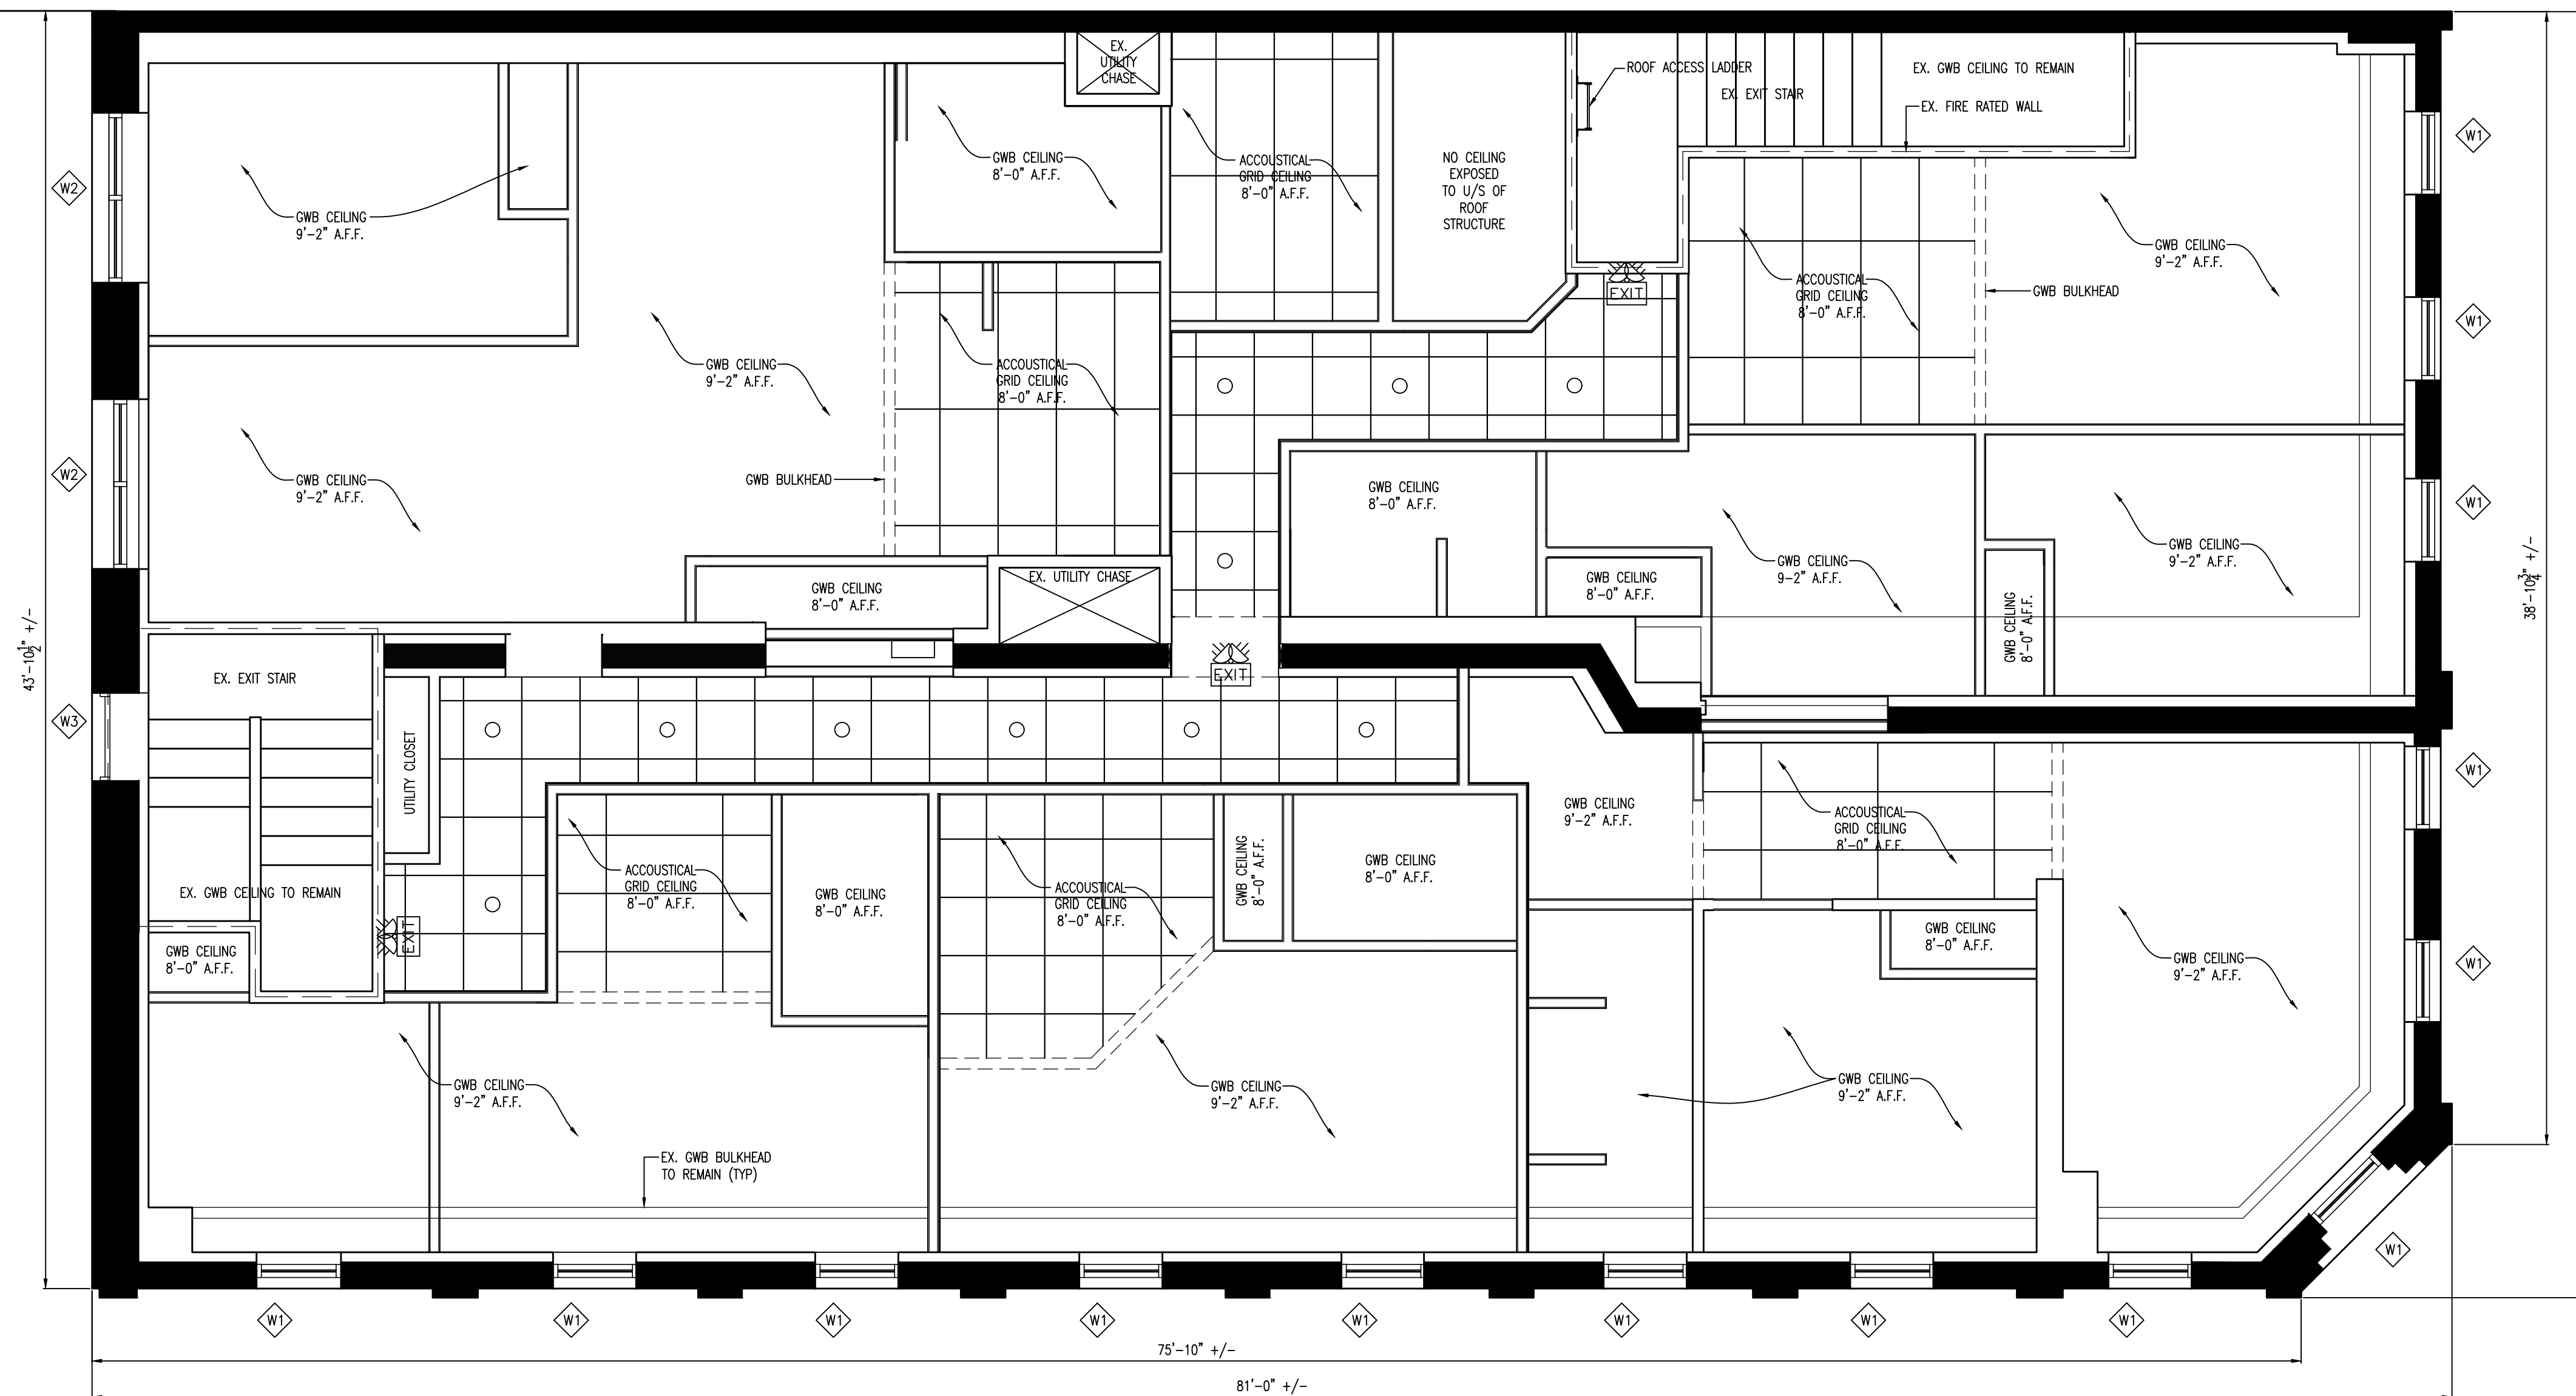 EX.
UTILITY
CHASE
ROOF ACCESS LADDER
EX. EXIT STAIR
EX. GWB CEILING TO REMAIN
EX. FIRE RATED WALL
W1
W2
GWB CEILING
9'-2" A.F.F.
GWB CEILING
8'-0" A.F.F.
ACCOUSTICAL
GRID CEILING
8'-0" A.F.F.
NO CEILING
EXPOSED
TO U/S OF
ROOF
STRUCTURE
EXIT
ACCOUSTICAL
GRID CEILING
8'-0" A.F.F.
GWB BULKHEAD
GWB CEILING
9'-2" A.F.F.
W1
GWB CEILING
9'-2" A.F.F.
ACCOUSTICAL
GRID CEILING
8'-0" A.F.F.
W2
GWB CEILING
9'-2" A.F.F.
GWB BULKHEAD
GWB CEILING
8'-0" A.F.F.
W1
GWB CEILING
8'-0" A.F.F.
EX. UTILITY CHASE
GWB CEILING
8'-0" A.F.F.
GWB CEILING
9-2" A.F.F.
GWB CEILING
8'-0" A.F.F.
GWB CEILING
9'-2" A.F.F.
43'-10 1/2" +/-
38'-10 3/4" +/-
EX. EXIT STAIR
EXIT
W3
UTILITY CLOSET
W1
GWB CEILING
9'-2" A.F.F.
ACCOUSTICAL
GRID CEILING
8'-0" A.F.F.
EX. GWB CEILING TO REMAIN
EXIT
GWB CEILING
8'-0" A.F.F.
ACCOUSTICAL
GRID CEILING
8'-0" A.F.F.
GWB CEILING
8'-0" A.F.F.
ACCOUSTICAL
GRID CEILING
8'-0" A.F.F.
GWB CEILING
8'-0" A.F.F.
GWB CEILING
8'-0" A.F.F.
GWB CEILING
8'-0" A.F.F.
GWB CEILING
9'-2" A.F.F.
W1
GWB CEILING
9'-2" A.F.F.
GWB CEILING
9'-2" A.F.F.
GWB CEILING
9'-2" A.F.F.
EX. GWB BULKHEAD
TO REMAIN (TYP)
W1
W1 W1 W1 W1 W1 W1 W1 W1
75'-10" +/-
81'-0" +/-